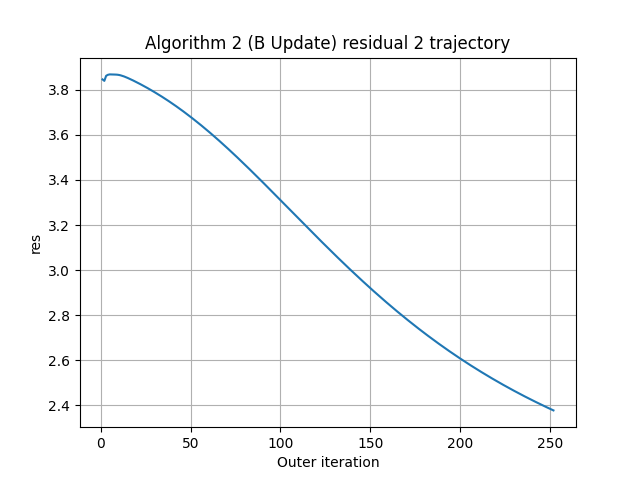 Algorithm 2 (B Update) residual 2 trajectory
3.8
3.6
3.4
3.2
3.0
2.8
2.6
2.4
res
0 50 100 150 200 250
Outer iteration